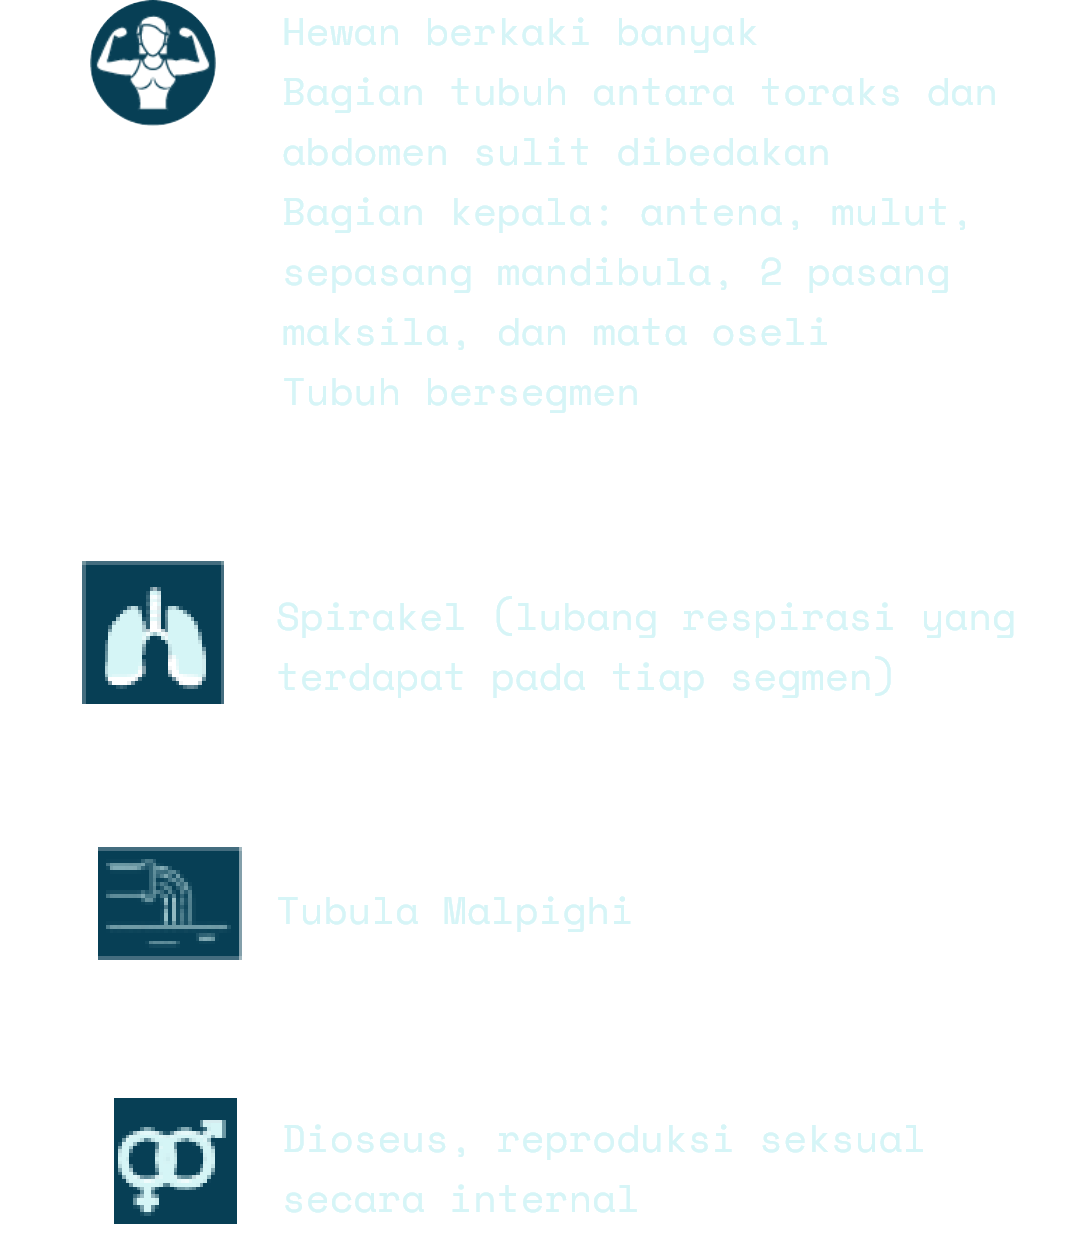 Hewan berkaki banyak
Bagian tubuh antara toraks dan
abdomen sulit dibedakan
Bagian kepala: antena, mulut,
sepasang mandibula, 2 pasang
maksila, dan mata oseli
Tubuh bersegmen
Spirakel (lubang respirasi yang
terdapat pada tiap segmen)
Tubula Malpighi
Dioseus, reproduksi seksual
secara internal